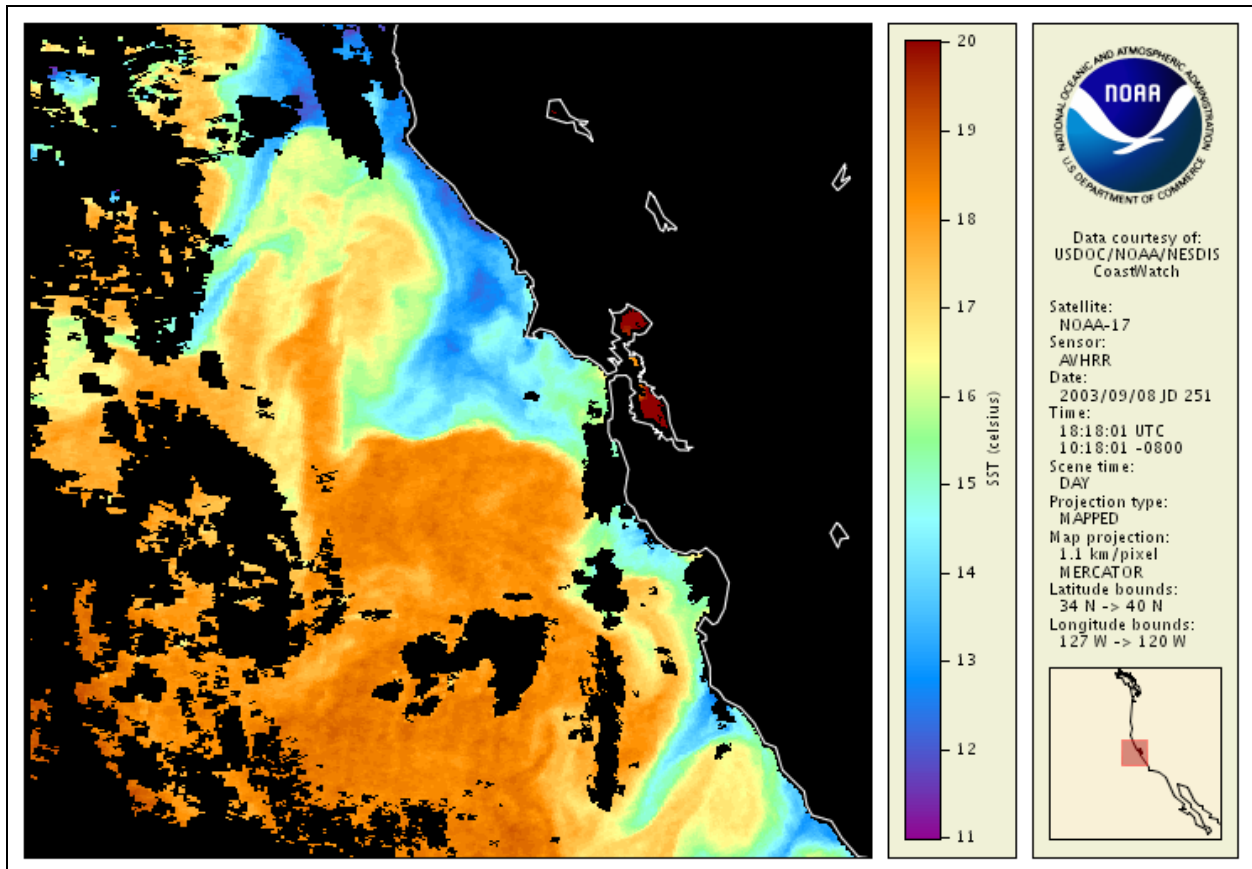 20
19
18
17
16
15
14
13
12
11
SST (celsius)
NATIONAL OCEANIC AND ATMOSPHERIC ADMINISTRATION
U.S. DEPARTMENT OF COMMERCE
NOAA
Data courtesy of:
USDOC/NOAA/NESDIS
CoastWatch
Satellite:
NOAA-17
Sensor:
AVHRR
Date:
2003/09/08 JD 251
Time:
18:18:01 UTC
10:18:01 -0800
Scene time:
DAY
Projection type:
MAPPED
Map projection:
1.1 km/pixel
MERCATOR
Latitude bounds:
34 N -> 40 N
Longitude bounds:
127 W -> 120 W